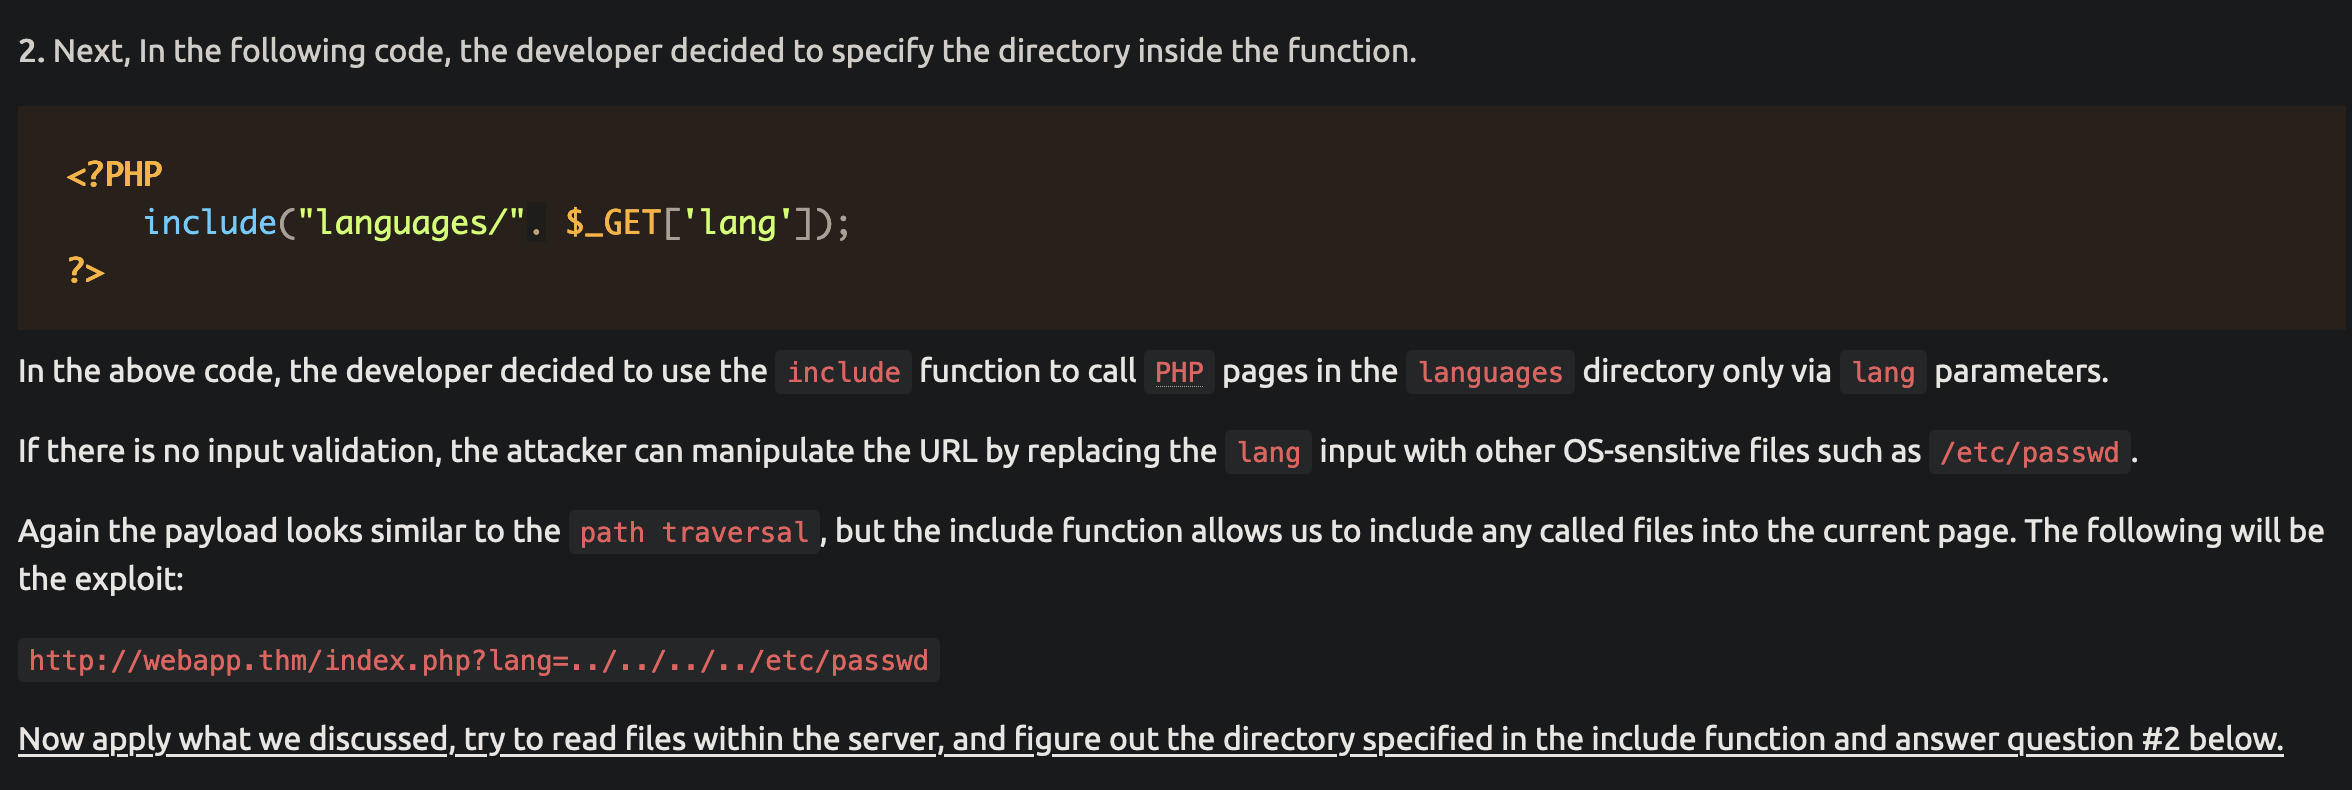 2. Next, In the following code, the developer decided to specify the directory inside the function.
<?PHP
include("languages/". $_GET['lang']);
?>
In the above code, the developer decided to use the include function to call PHP pages in the languages directory only via lang parameters.
If there is no input validation, the attacker can manipulate the URL by replacing the lang input with other OS-sensitive files such as /etc/passwd.
Again the payload looks similar to the path traversal, but the include function allows us to include any called files into the current page. The following will be
the exploit:
http://webapp.thm/index.php?lang=../../../../etc/passwd
Now apply what we discussed, try to read files within the server, and figure out the directory specified in the include function and answer question #2 below.